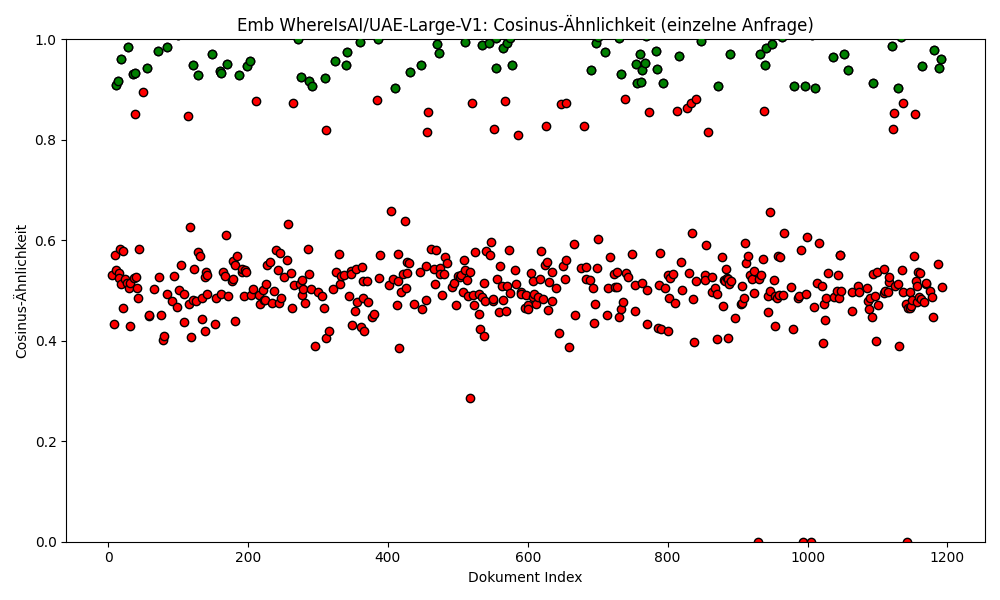 Emb WhereIsAI/UAE-Large-V1: Cosinus-Ähnlichkeit (einzelne Anfrage)
1.0
0.8
0.6
0.4
0.2
0.0
Cosinus-Ähnlichkeit
0 200 400 600 800 1000 1200
Dokument Index